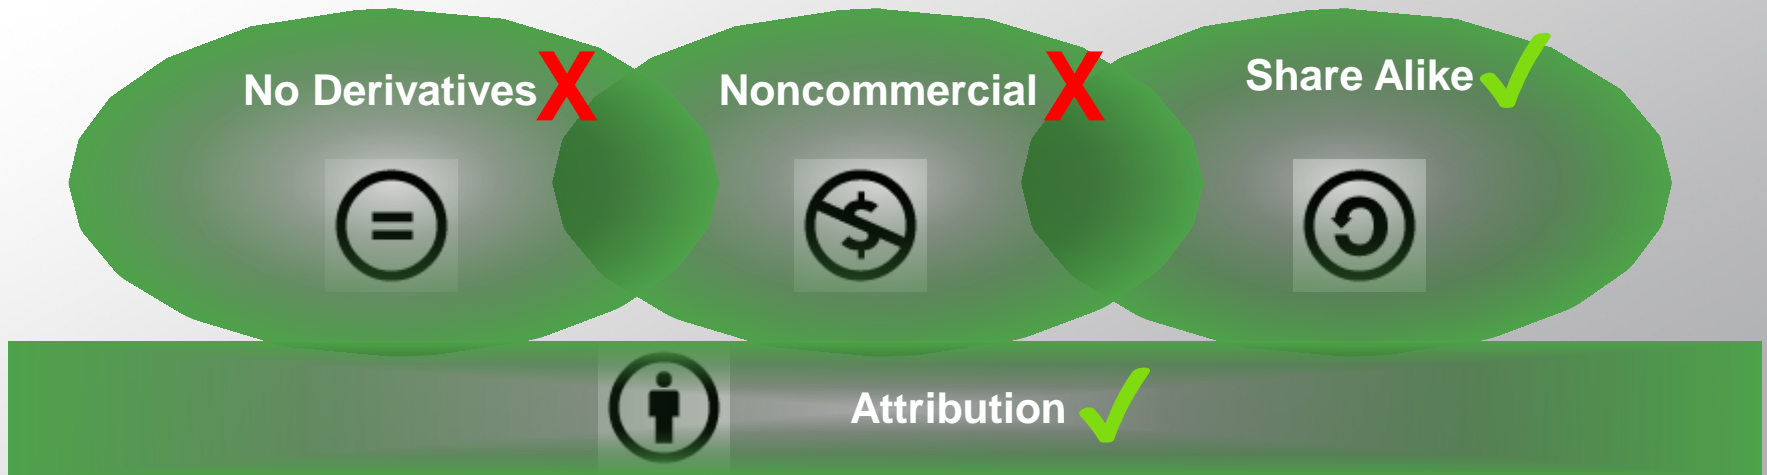 No Derivatives X
Noncommercial X
Share Alike ✓
Attribution ✓